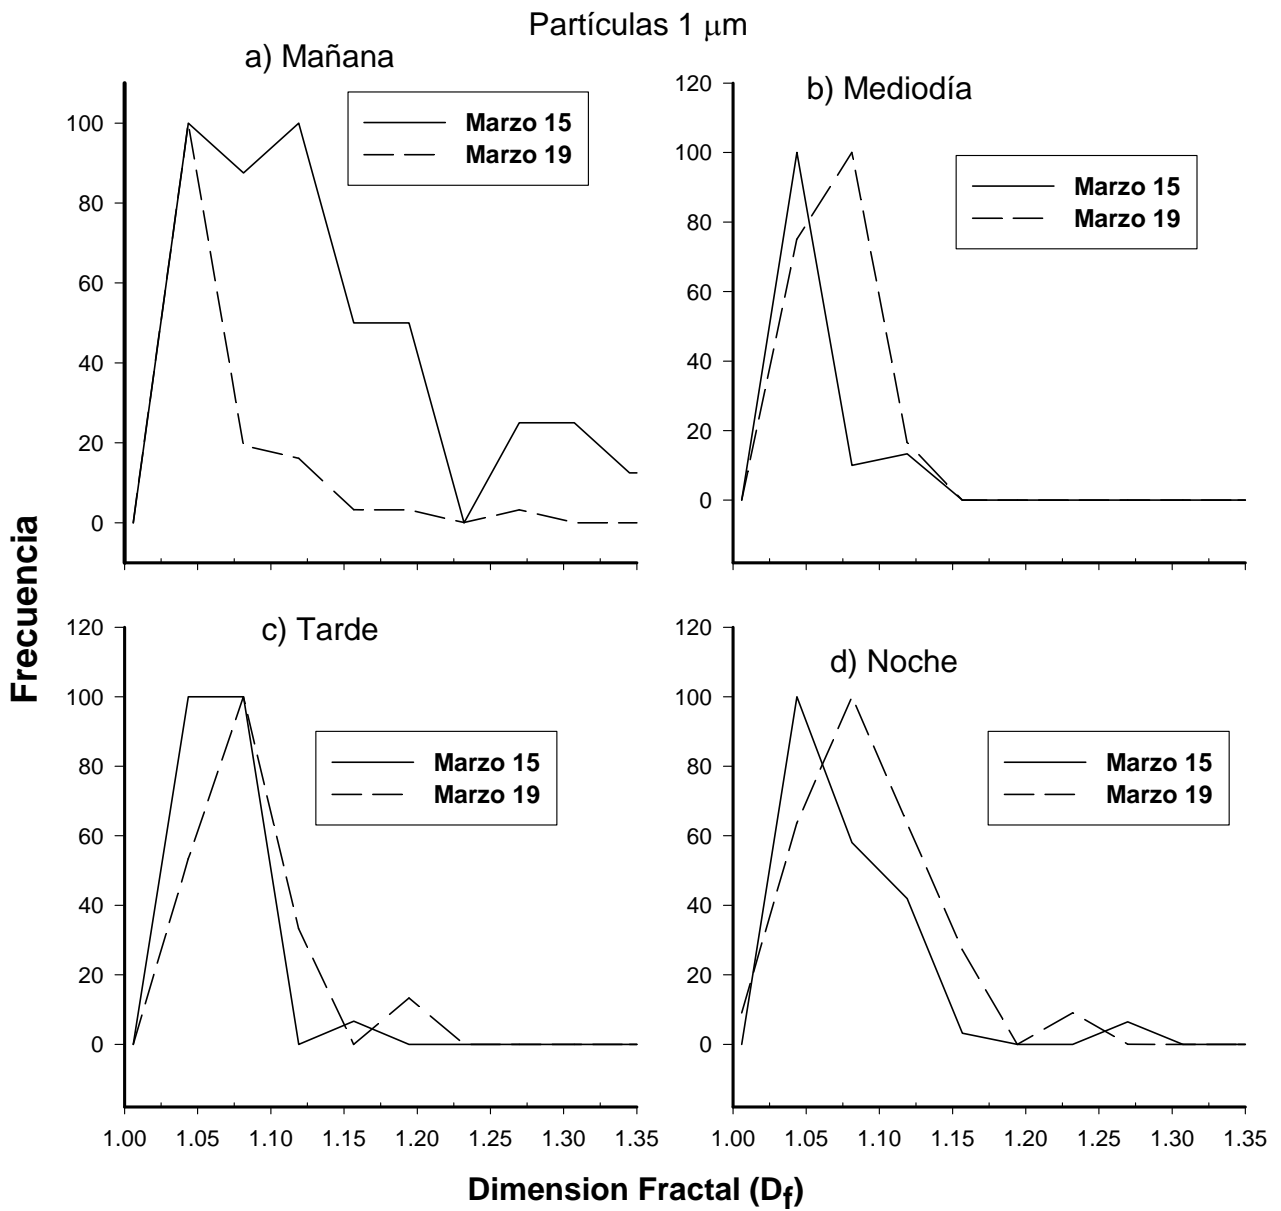 Partículas 1 μm
a) Mañana
Marzo 15
Marzo 19
100
80
60
40
20
0
b) Mediodía
Marzo 15
Marzo 19
120
100
80
60
40
20
0
Frecuencia
c) Tarde
Marzo 15
Marzo 19
120
100
80
60
40
20
0
1.00 1.05 1.10 1.15 1.20 1.25 1.30 1.35
d) Noche
Marzo 15
Marzo 19
120
100
80
60
40
20
0
1.00 1.05 1.10 1.15 1.20 1.25 1.30 1.35
Dimension Fractal (Df)